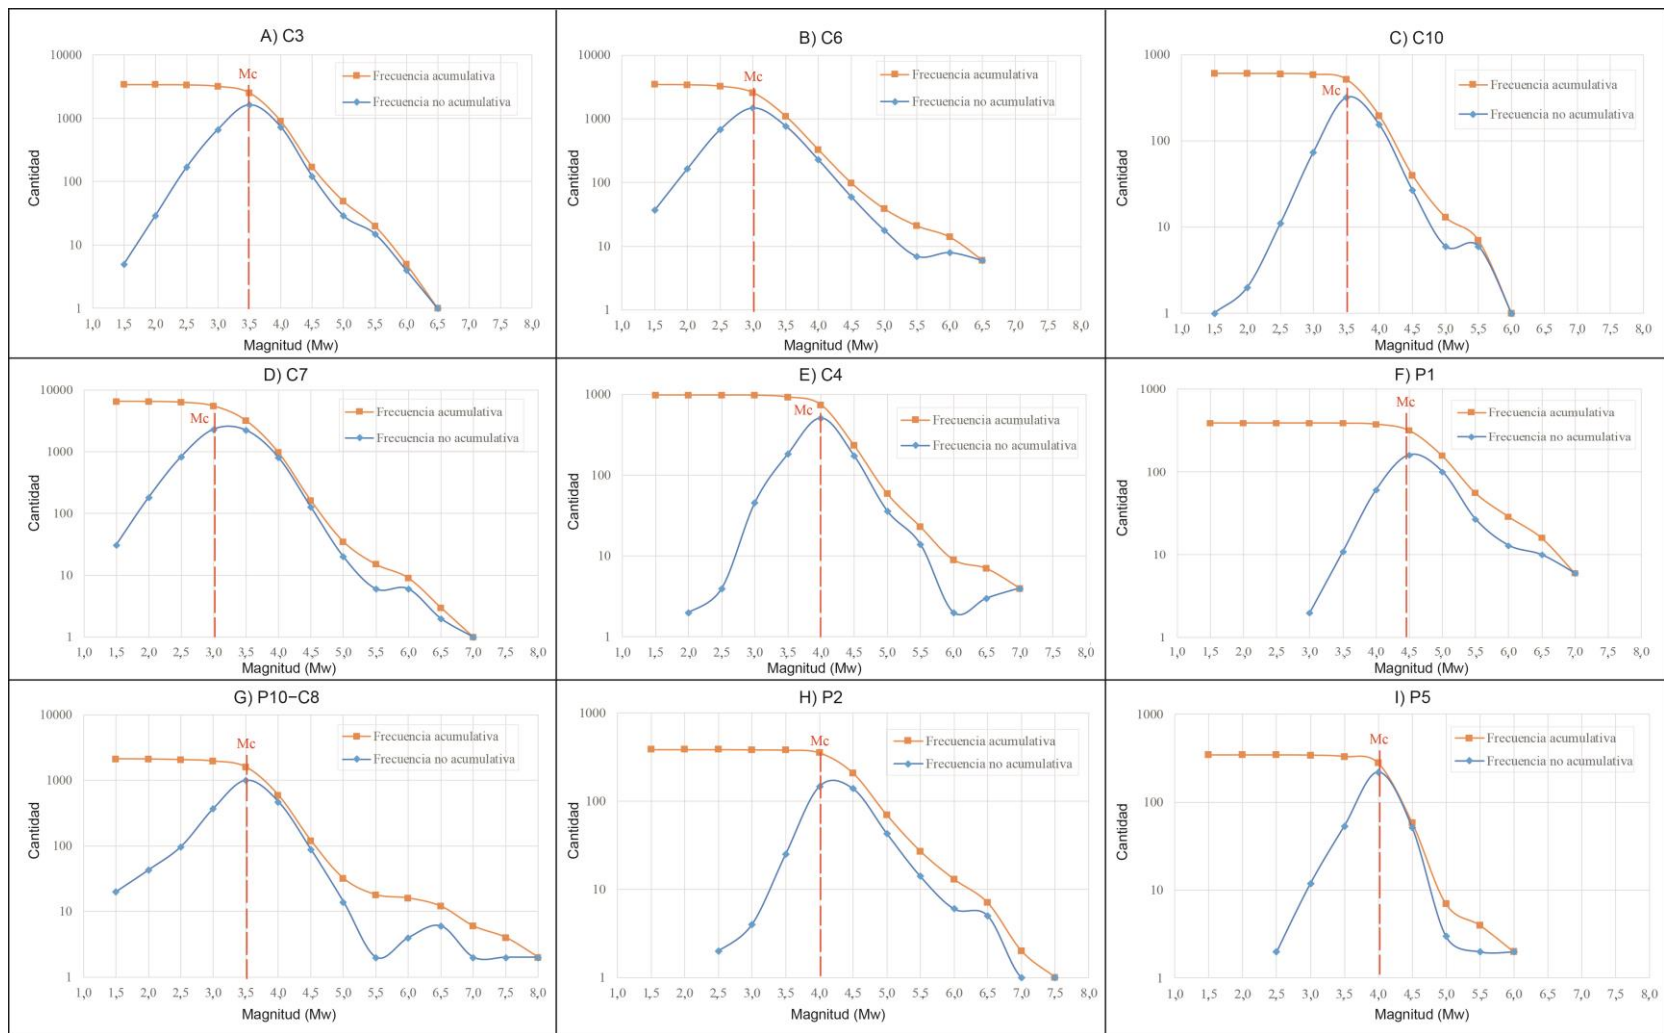 A) C3
10000
1000
100
10
1
Cantidad
Mc
Frecuencia acumulativa
Frecuencia no acumulativa
1,0 1,5 2,0 2,5 3,0 3,5 4,0 4,5 5,0 5,5 6,0 6,5 7,0 7,5 8,0
Magnitud (Mw)
B) C6
10000
1000
100
10
1
Cantidad
Mc
Frecuencia acumulativa
Frecuencia no acumulativa
1,0 1,5 2,0 2,5 3,0 3,5 4,0 4,5 5,0 5,5 6,0 6,5 7,0 7,5 8,0
Magnitud (Mw)
C) C10
1000
100
10
1
Cantidad
Mc
Frecuencia acumulativa
Frecuencia no acumulativa
1,0 1,5 2,0 2,5 3,0 3,5 4,0 4,5 5,0 5,5 6,0 6,5 7,0 7,5 8,0
Magnitud (Mw)
D) C7
10000
1000
100
10
1
Cantidad
Mc
Frecuencia acumulativa
Frecuencia no acumulativa
1,0 1,5 2,0 2,5 3,0 3,5 4,0 4,5 5,0 5,5 6,0 6,5 7,0 7,5 8,0
Magnitud (Mw)
E) C4
1000
100
10
1
Cantidad
Mc
Frecuencia acumulativa
Frecuencia no acumulativa
1,0 1,5 2,0 2,5 3,0 3,5 4,0 4,5 5,0 5,5 6,0 6,5 7,0 7,5 8,0
Magnitud (Mw)
F) P1
1000
100
10
1
Cantidad
Mc
Frecuencia acumulativa
Frecuencia no acumulativa
1,0 1,5 2,0 2,5 3,0 3,5 4,0 4,5 5,0 5,5 6,0 6,5 7,0 7,5 8,0
Magnitud (Mw)
G) P10−C8
10000
1000
100
10
1
Cantidad
Mc
Frecuencia acumulativa
Frecuencia no acumulativa
1,0 1,5 2,0 2,5 3,0 3,5 4,0 4,5 5,0 5,5 6,0 6,5 7,0 7,5 8,0
Magnitud (Mw)
H) P2
1000
100
10
1
Cantidad
Mc
Frecuencia acumulativa
Frecuencia no acumulativa
1,0 1,5 2,0 2,5 3,0 3,5 4,0 4,5 5,0 5,5 6,0 6,5 7,0 7,5 8,0
Magnitud (Mw)
I) P5
1000
100
10
1
Cantidad
Mc
Frecuencia acumulativa
Frecuencia no acumulativa
1,0 1,5 2,0 2,5 3,0 3,5 4,0 4,5 5,0 5,5 6,0 6,5 7,0 7,5 8,0
Magnitud (Mw)